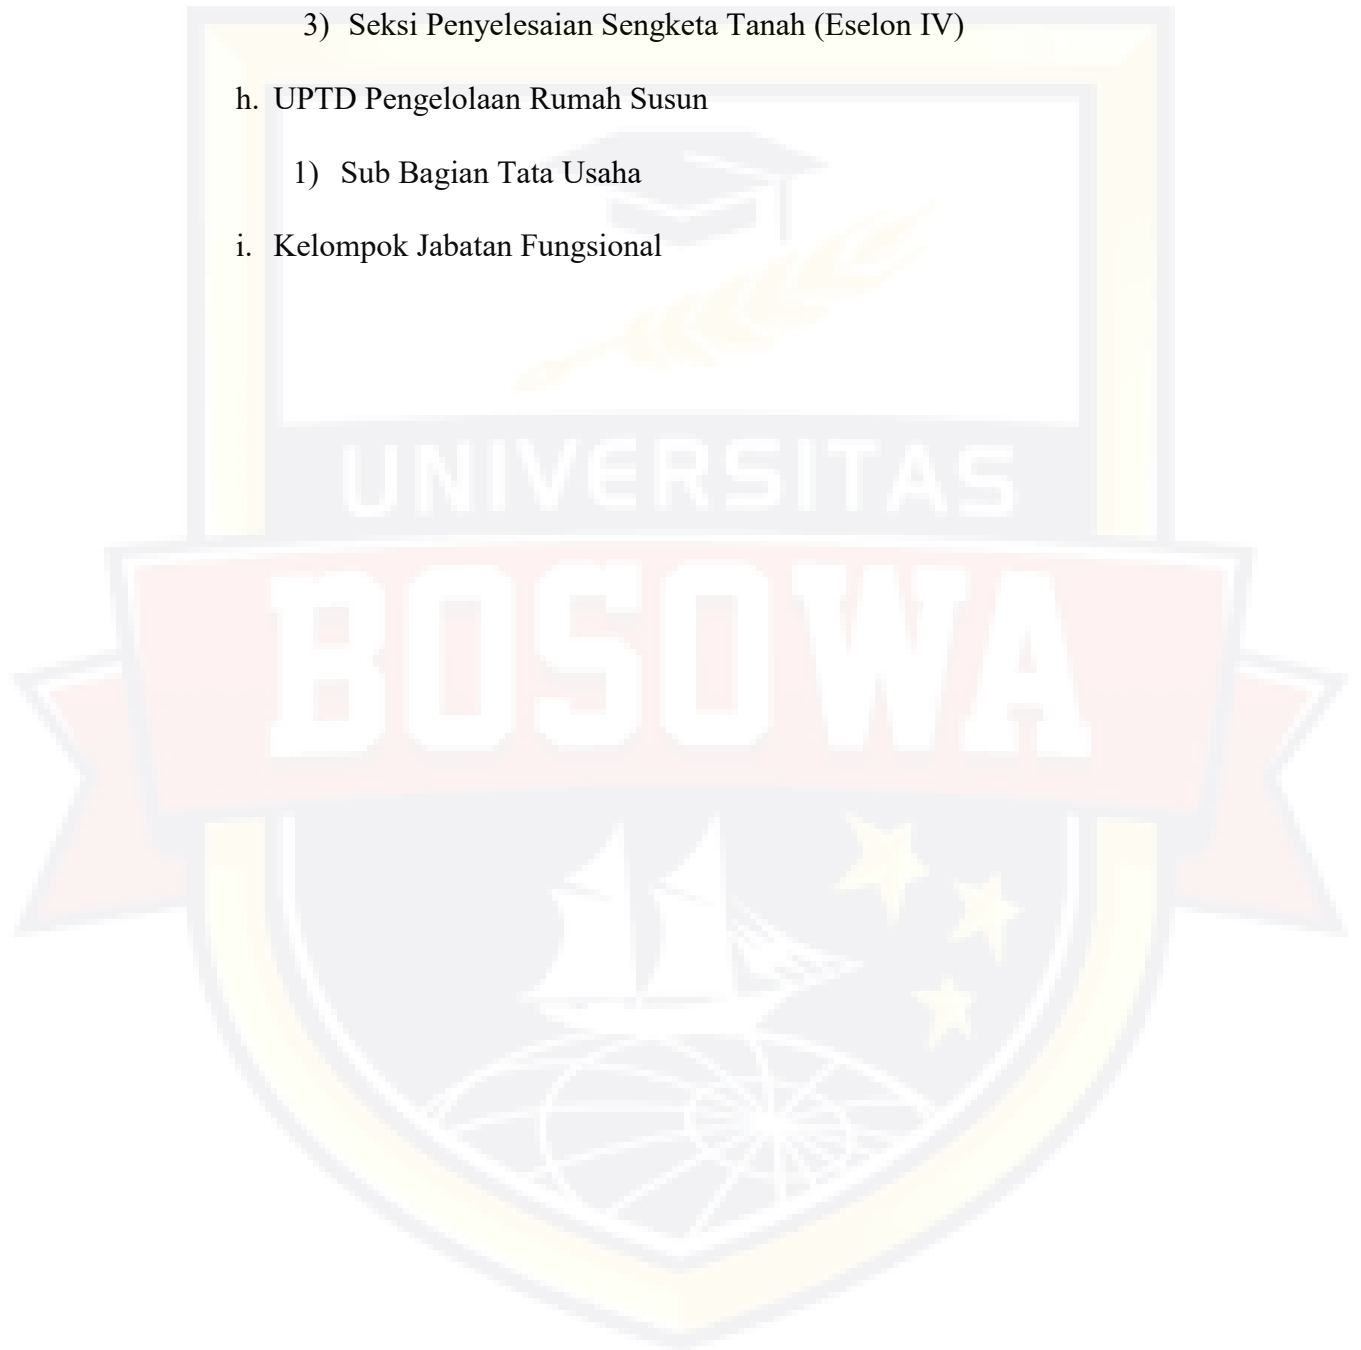 3) Seksi Penyelesaian Sengketa Tanah (Eselon IV)
h. UPTD Pengelolaan Rumah Susun
1) Sub Bagian Tata Usaha
i. Kelompok Jabatan Fungsional
UNIVERSITAS
BOSOWA